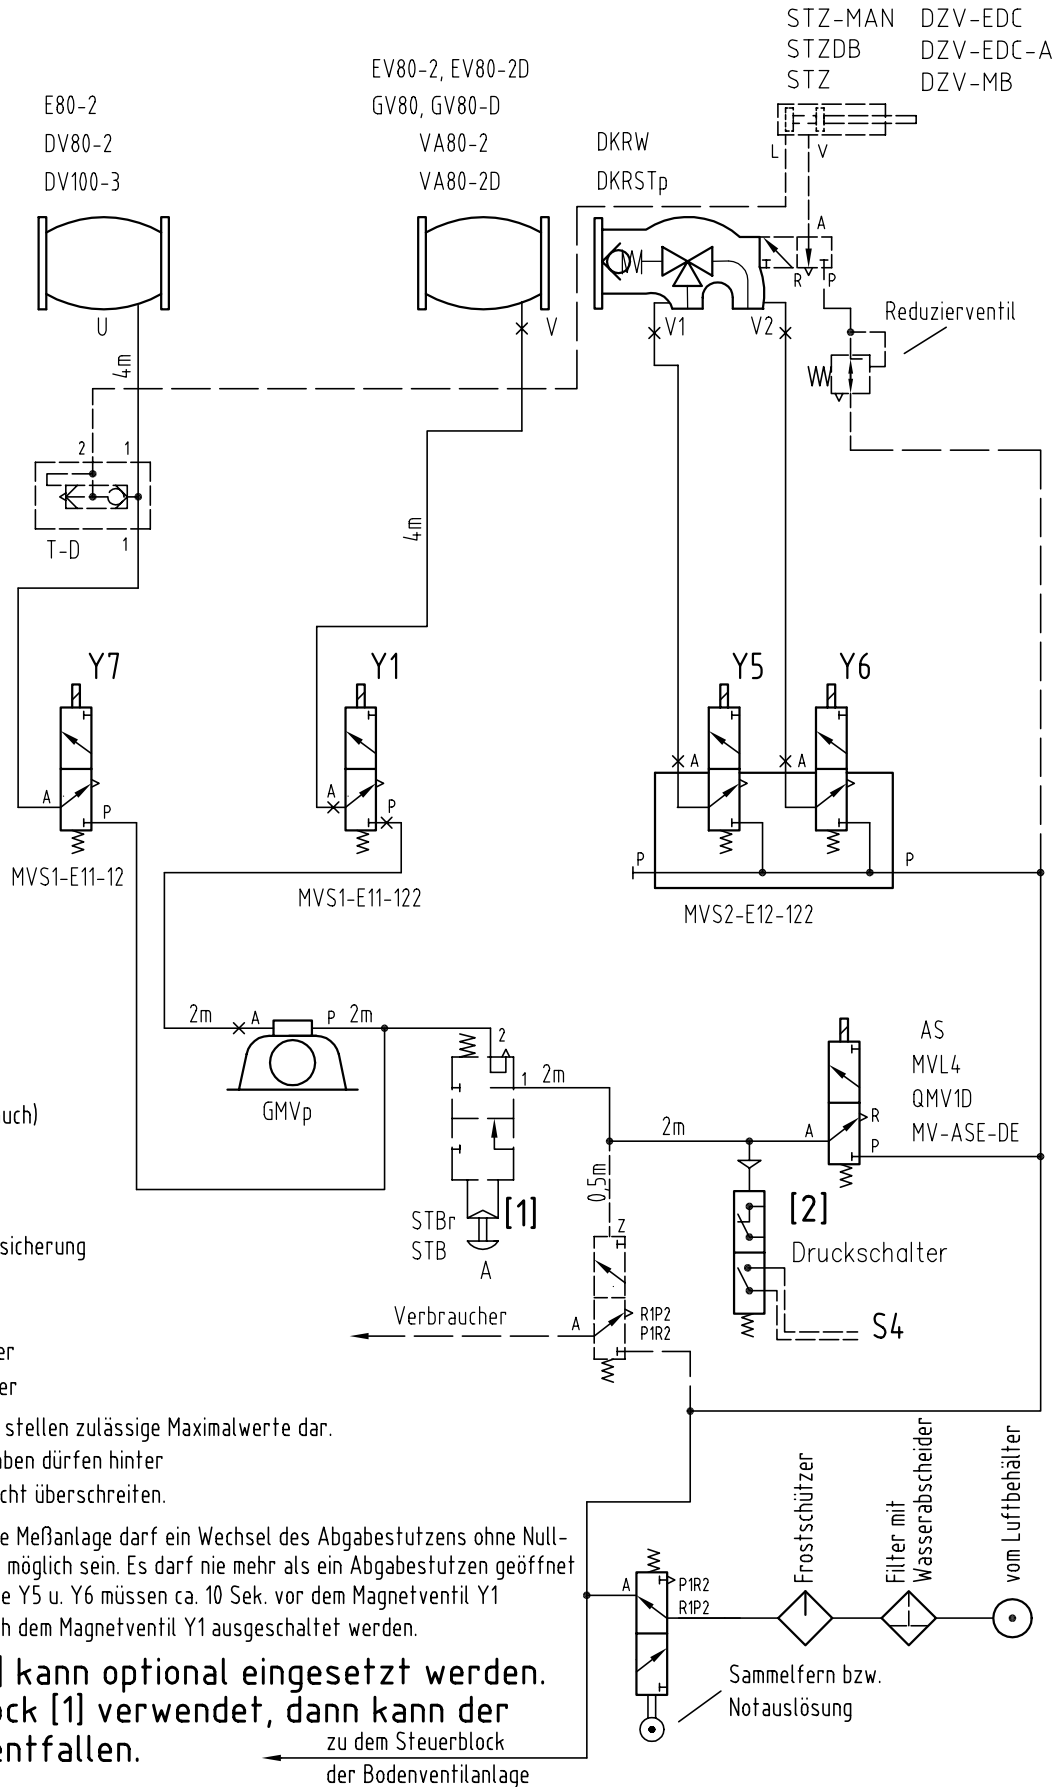 STZ-MAN DZV-EDC
STZDB DZV-EDC-A
STZ DZV-MB
EV80-2, EV80-2D
GV80, GV80-D
VA80-2
VA80-2D
E80-2
DV80-2
DV100-3
DKRW
DKRSTp
L V
A
R P
U
V
V1 V2
Reduzierventil
4m
2 1
4m
T-D
1
Y7 Y1 Y5 Y6
A P
A P
A A
P P
MVS1-E11-12
MVS1-E11-122
MVS2-E12-122
2m A P 2m
GMVp
2
1 2m
2m
A R
P
AS
MVL4
QMV1D
MV-ASE-DE
uch)
0,5m
[1]
STBr
STB
A
[2]
Druckschalter
S4
Z
sicherung
Verbraucher
A
R1P2
P1R2
er
er
stellen zulässige Maximalwerte dar.
aben dürfen hinter
cht überschreiten.
e Meßanlage darf ein Wechsel des Abgabestutzens ohne Null-
möglich sein. Es darf nie mehr als ein Abgabestutzen geöffnet
e Y5 u. Y6 müssen ca. 10 Sek. vor dem Magnetventil Y1
h dem Magnetventil Y1 ausgeschaltet werden.
] kann optional eingesetzt werden.
ock [1] verwendet, dann kann der
entfallen.
A
P1R2
R1P2
Frostschützer
Filter mit
Wasserabscheider
vom Luftbehälter
Sammelfern bzw.
Notauslösung
zu dem Steuerblock
der Bodenventilanlage